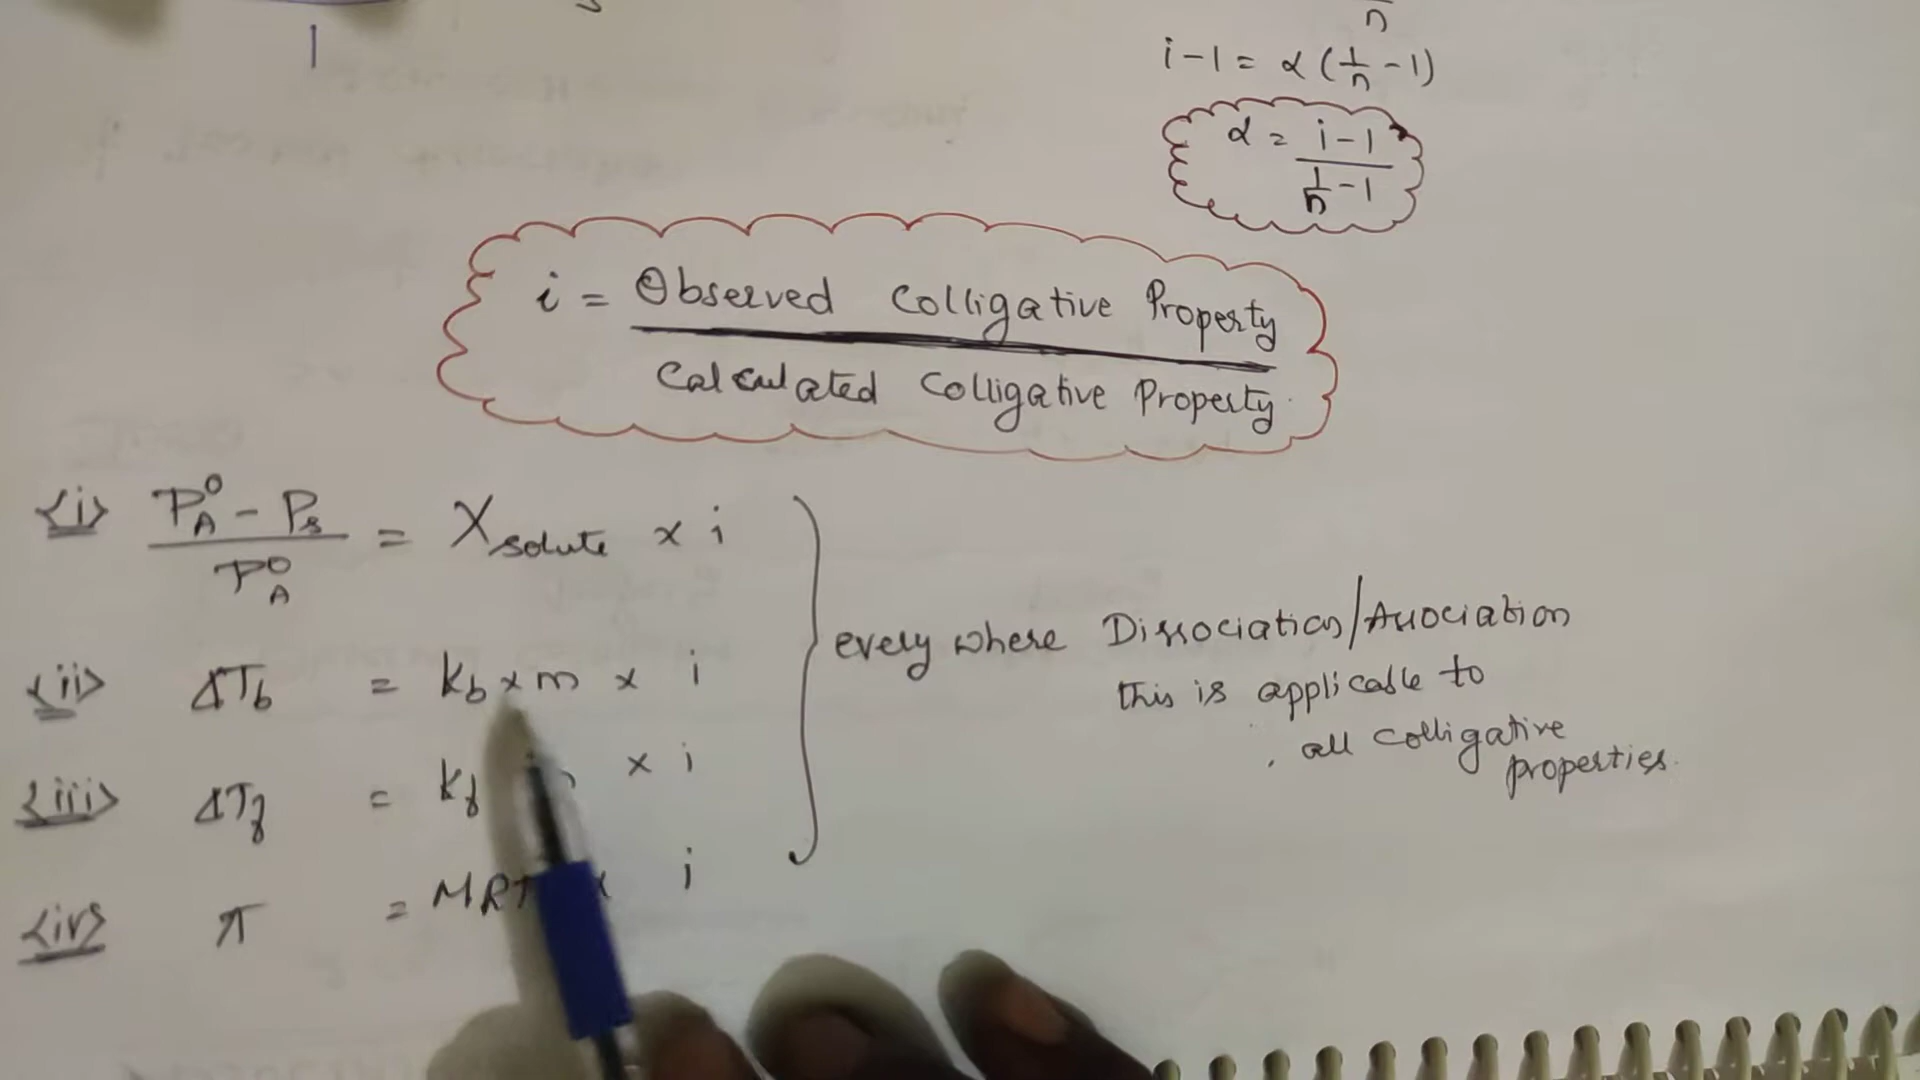 n
i-1 = α (1/n - 1)
α = (i-1)/(1/n - 1)
i = Observed Colligative Property
Calculated Colligative Property
<i> (P°A - Ps)/P°A = Xsolute x i
every where Dissociation/Association
this is applicable to
all colligative
properties.
<ii> ΔTb = Kb x m x i
<iii> ΔTf = Kf x i
<iv> π = MRT x i